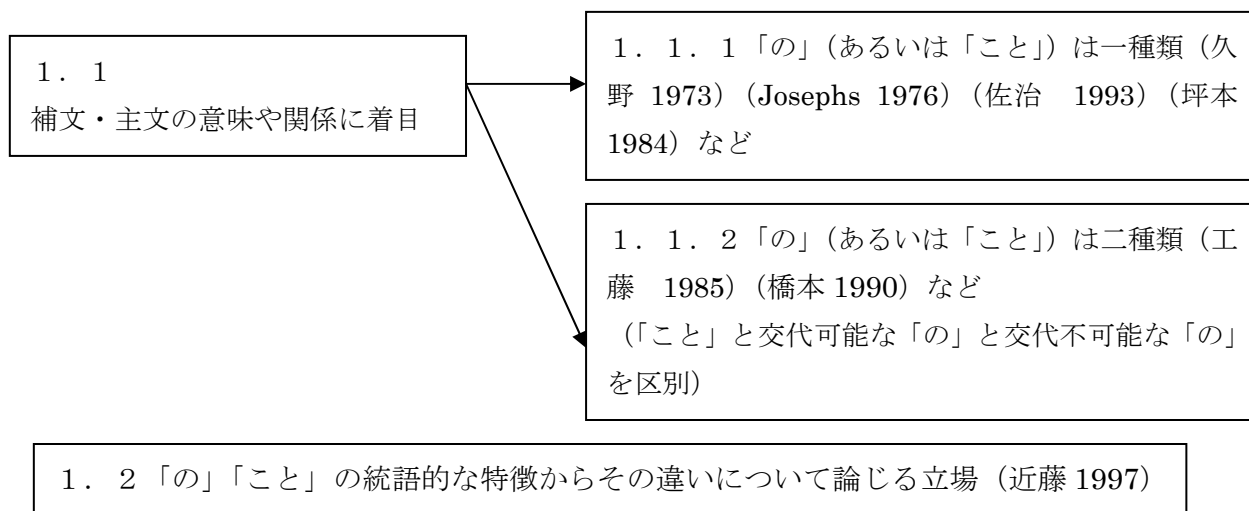 １．１
補文・主文の意味や関係に着目
１．１．１「の」（あるいは「こと」）は一種類（久
野 1973）（Josephs 1976）（佐治　1993）（坪本
1984）など
１．１．２「の」（あるいは「こと」）は二種類（工
藤　1985）（橋本 1990）など
（「こと」と交代可能な「の」と交代不可能な「の」
を区別）
１．２「の」「こと」の統語的な特徴からその違いについて論じる立場（近藤 1997）